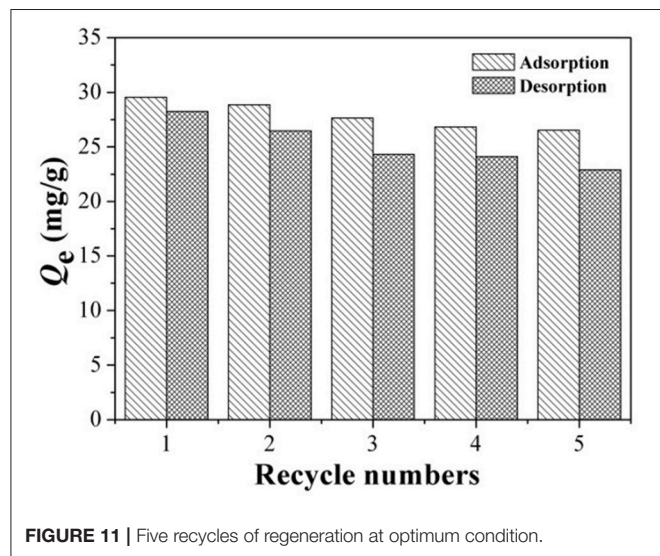 35
30
25
20
15
10
5
0
Qe (mg/g)
Adsorption
Desorption
1 2 3 4 5
Recycle numbers
FIGURE 11 | Five recycles of regeneration at optimum condition.